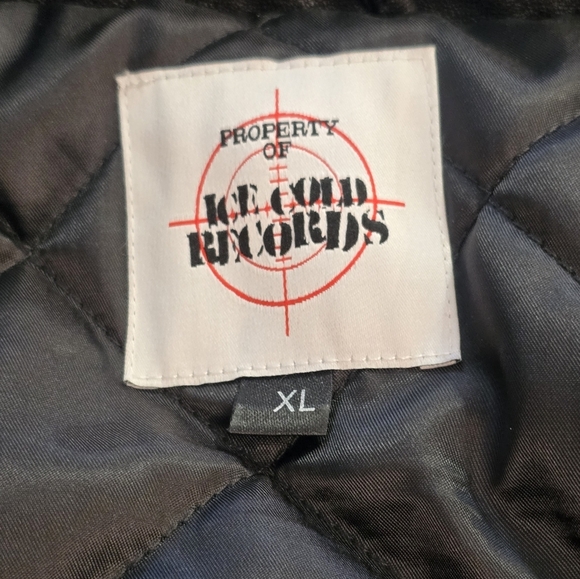 PROPERTY
OF
ICE COLD
RECORDS
XL